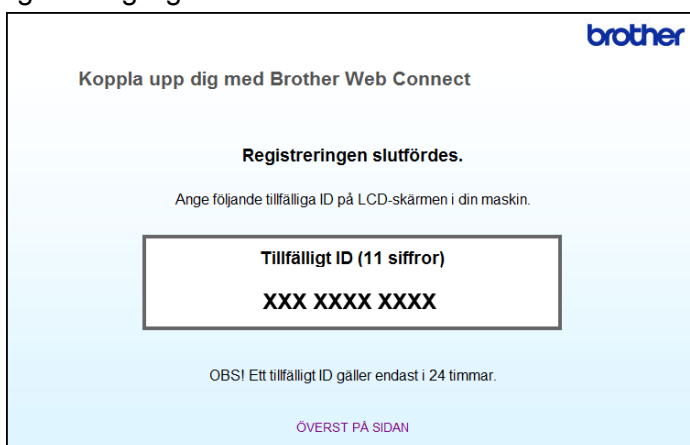 brother
Koppla upp dig med Brother Web Connect
Registreringen slutfördes.
Ange följande tillfälliga ID på LCD-skärmen i din maskin.
Tillfälligt ID (11 siffror)
XXX XXXX XXXX
OBS! Ett tillfälligt ID gäller endast i 24 timmar.
ÖVERST PÅ SIDAN